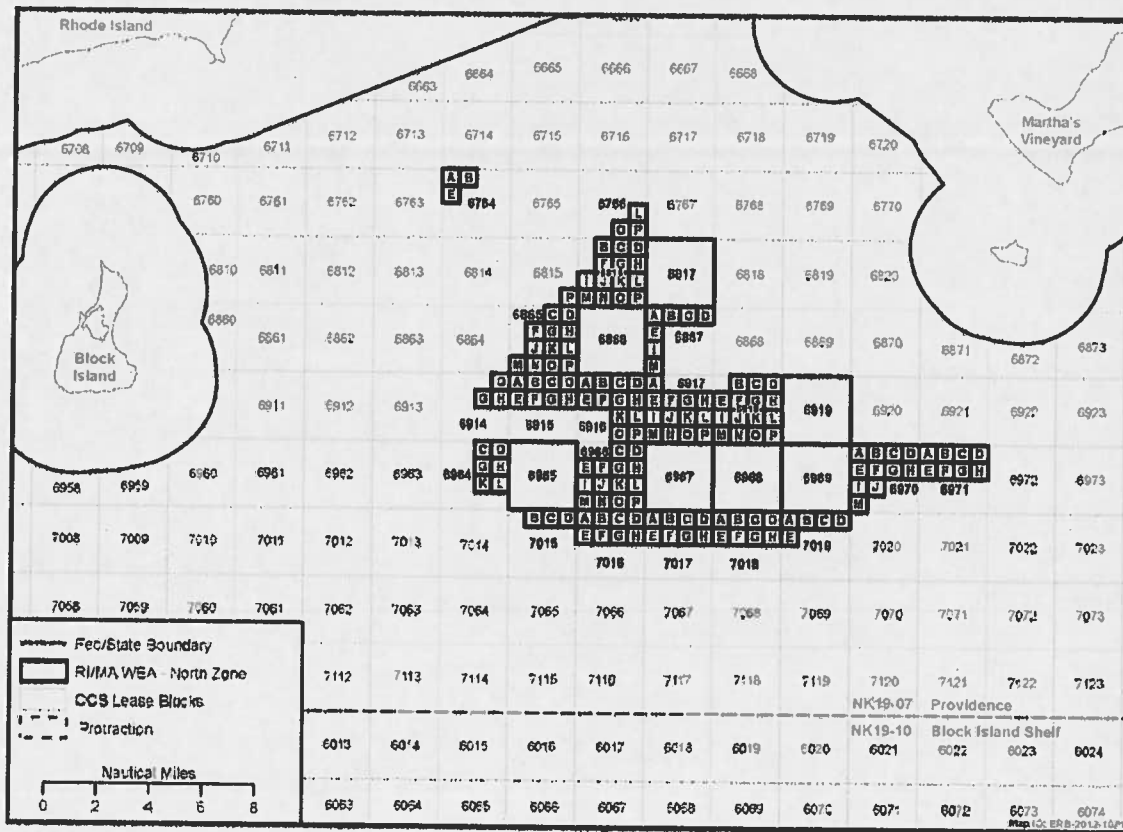 Rhode Island
6663 6664 6665 6666 6667 6668
Martha's
Vineyard
6708 6709 6710 6711 6712 6713 6714 6715 6716 6717 6718 6719 6720
A B
E
6760 6761 6762 6763 6764 6765 6766 6767 6768 6769 6770
L
O P
B C D
F G H
I J K L
P M N O P
6810 6811 6812 6813 6814 6815 6817 6818 6819 6820
6860 6861 6862 6863 6864 6865 6866 6867 6868 6869 6870 6871 6872 6873
C D A B C D
F G H E
J K L I
M N O P M
Block
Island
O A B C D A B C D A 6917 B C D
G H E F G H E F G H E F G H E F G H
K L I J K L I J K L
O P M N O P M N O P
6911 6912 6913 6919 6920 6921 6922 6923
6914 6915 6916
C D 6966 C D A B C D A B C D
G H E F G H E F G H E F G H
K L I J K L I J
M N O P M
6958 6959 6960 6961 6962 6963 6964 6965 6967 6968 6969 6970 6971 6972 6973
B C D A B C D A B C D A B C D A B C D
E F G H E F G H E F G H E
7008 7009 7010 7011 7012 7013 7014 7015 7019 7020 7021 7022 7023
7016 7017 7018
7058 7059 7060 7061 7062 7063 7064 7065 7066 7067 7068 7069 7070 7071 7072 7073
Fed/State Boundary
RI/MA WEA - North Zone
OCS Lease Blocks
Protraction
Nautical Miles
0 2 4 6 8
7112 7113 7114 7115 7116 7117 7118 7119 7120 7121 7122 7123
NK19-07 Providence
NK19-10 Block Island Shelf
6013 6014 6015 6016 6017 6018 6019 6020 6021 6022 6023 6024
6063 6064 6065 6066 6067 6068 6069 6070 6071 6072 6073 6074
Map ID: ERB-2012-10